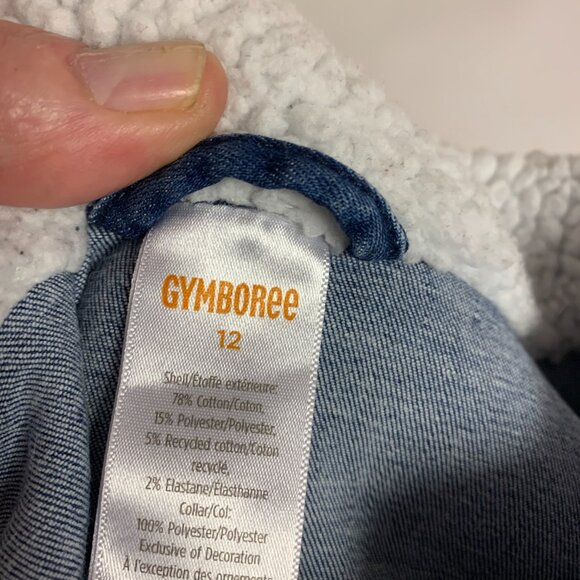 GYMBOREE
12
Shell/Étoffe extérieure:
78% Cotton/Coton,
15% Polyester/Polyester,
5% Recycled cotton/Coton
recyclé,
2% Elastane/Élasthanne
Collar/Col:
100% Polyester/Polyester
Exclusive of Decoration
À l'exception des ornements